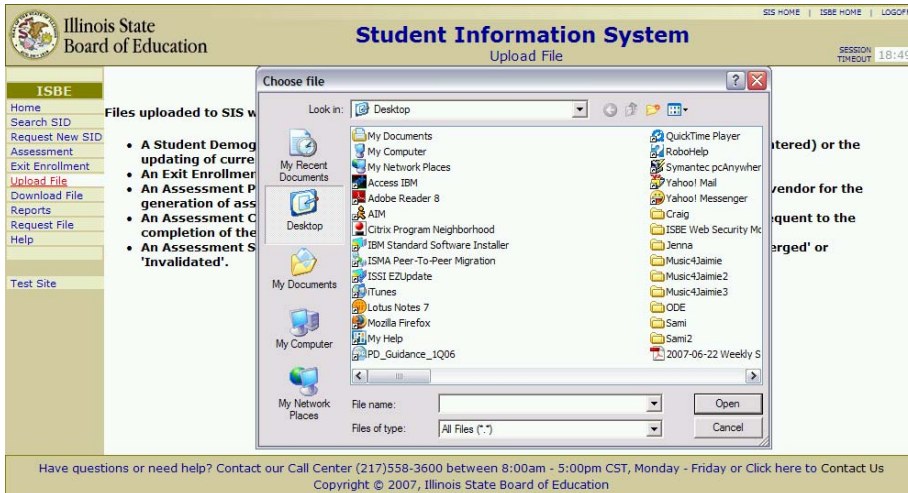 SIS HOME | ISBE HOME | LOGOFF
Illinois State
Board of Education
Student Information System
Upload File
SESSION
TIMEOUT 18:49
ISBE
Home
Search SID
Request New SID
Assessment
Exit Enrollment
Upload File
Download File
Reports
Request File
Help
Test Site
Files uploaded to SIS w
• A Student Demog
tered) or the
updating of curre
• An Exit Enrollmer
• An Assessment P
vendor for the
generation of ass
• An Assessment C
equent to the
completion of the
• An Assessment S
erged' or
'Invalidated'.
Choose file
Look in: Desktop
My Recent
Documents
Desktop
My Documents
My Computer
My Network
Places
My Documents
My Computer
My Network Places
Access IBM
Adobe Reader 8
AIM
Citrix Program Neighborhood
IBM Standard Software Installer
ISMA Peer-To-Peer Migration
ISSI EZUpdate
iTunes
Lotus Notes 7
Mozilla Firefox
My Help
PD_Guidance_1Q06
QuickTime Player
RoboHelp
Symantec pcAnywher
Yahoo! Mail
Yahoo! Messenger
Craig
ISBE Web Security Mo
Jenna
Music4Jaimie
Music4Jaimie2
Music4Jaimie3
ODE
Sami
Sami2
2007-06-22 Weekly S
File name:
Open
Files of type: All Files (*.*)
Cancel
Have questions or need help? Contact our Call Center (217)558-3600 between 8:00am - 5:00pm CST, Monday - Friday or Click here to Contact Us
Copyright © 2007, Illinois State Board of Education